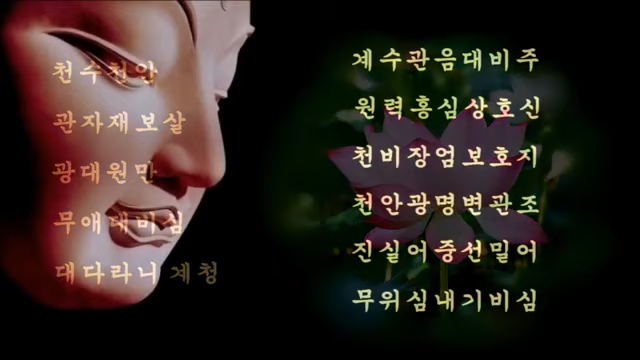 천수천안
관자재보살
광대원만
무애대비심
대다라니 계청
계수관음대비주
원력홍심상호신
천비장엄보호지
천안광명변관조
진실어중선밀어
무위심내기비심